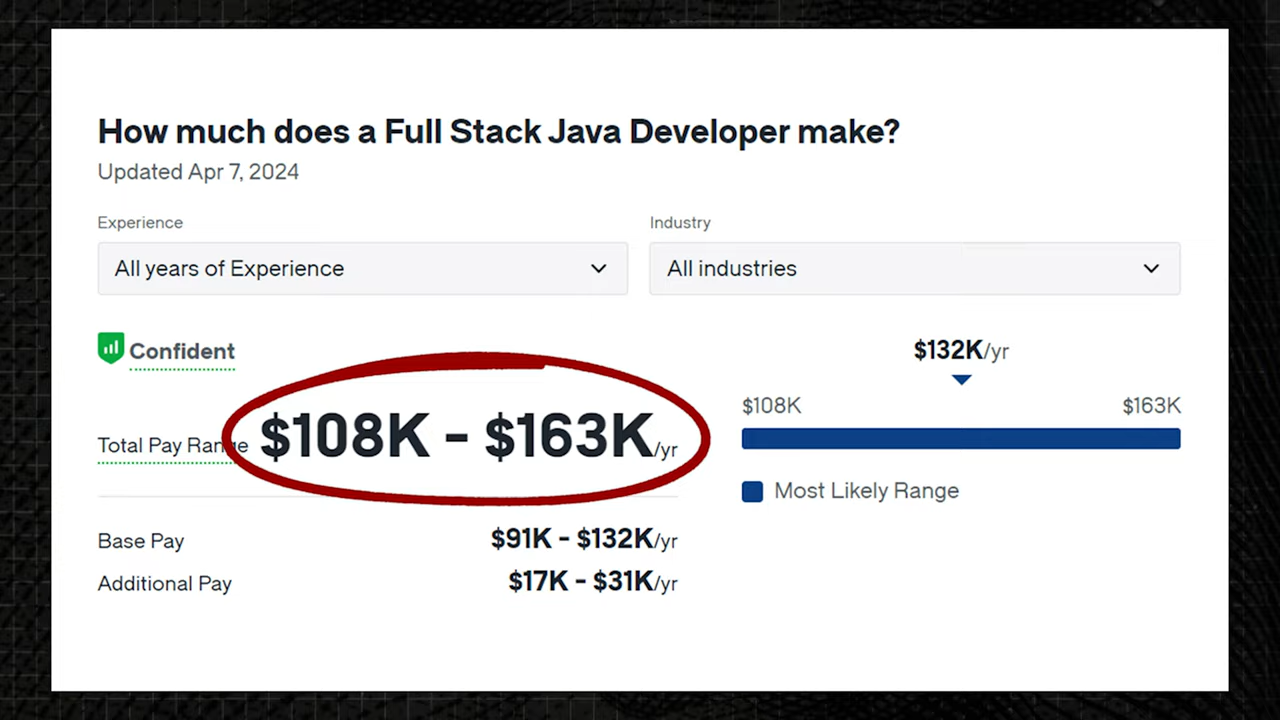 How much does a Full Stack Java Developer make?
Updated Apr 7, 2024
Experience
Industry
All years of Experience
All industries
Confident
$132K/yr
$108K
$163K
Total Pay Range $108K - $163K/yr
Most Likely Range
Base Pay $91K - $132K/yr
Additional Pay $17K - $31K/yr